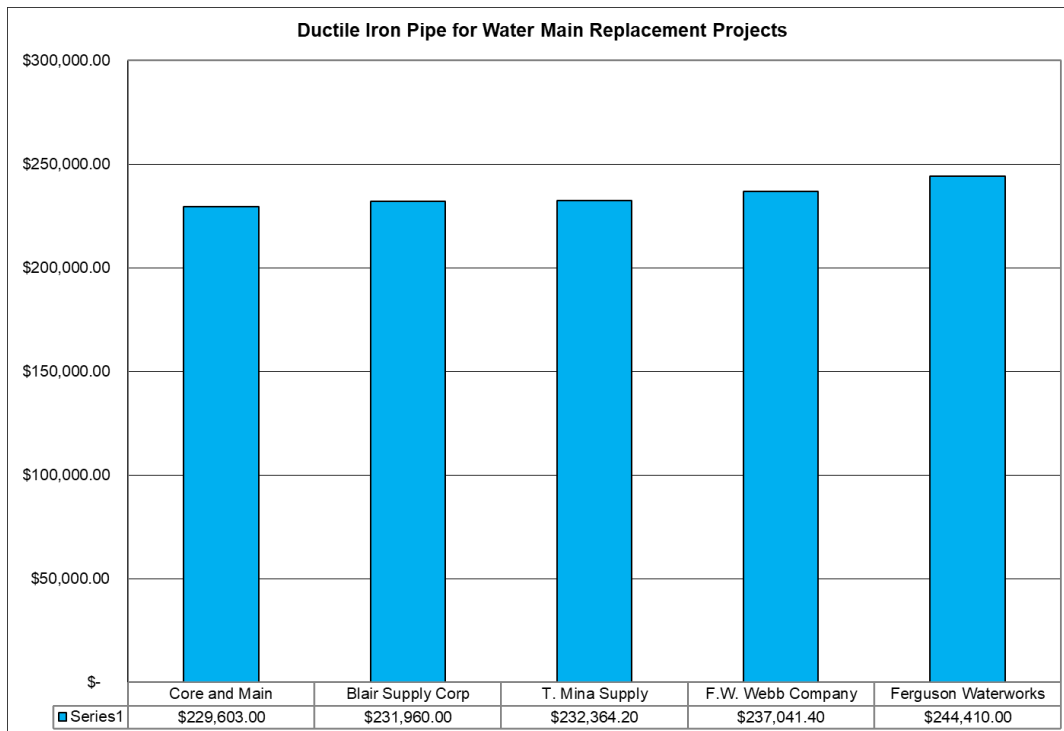 Ductile Iron Pipe for Water Main Replacement Projects
$300,000.00
$250,000.00
$200,000.00
$150,000.00
$100,000.00
$50,000.00
$-
Core and Main Blair Supply Corp T. Mina Supply F.W. Webb Company Ferguson Waterworks
Series1 $229,603.00 $231,960.00 $232,364.20 $237,041.40 $244,410.00